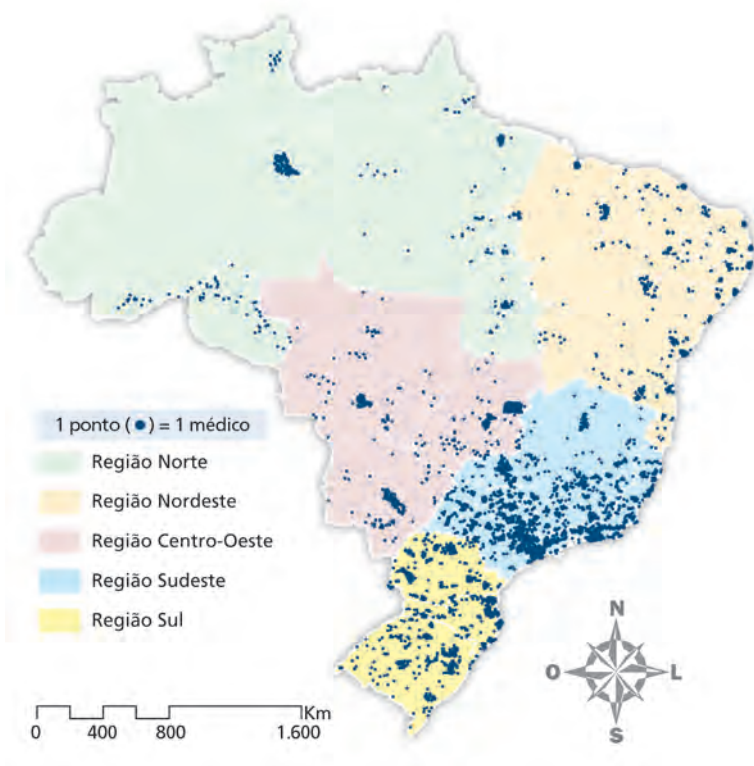 1 ponto (●) = 1 médico
Região Norte
Região Nordeste
Região Centro-Oeste
Região Sudeste
Região Sul
N
O L
S
Km
0 400 800 1.600